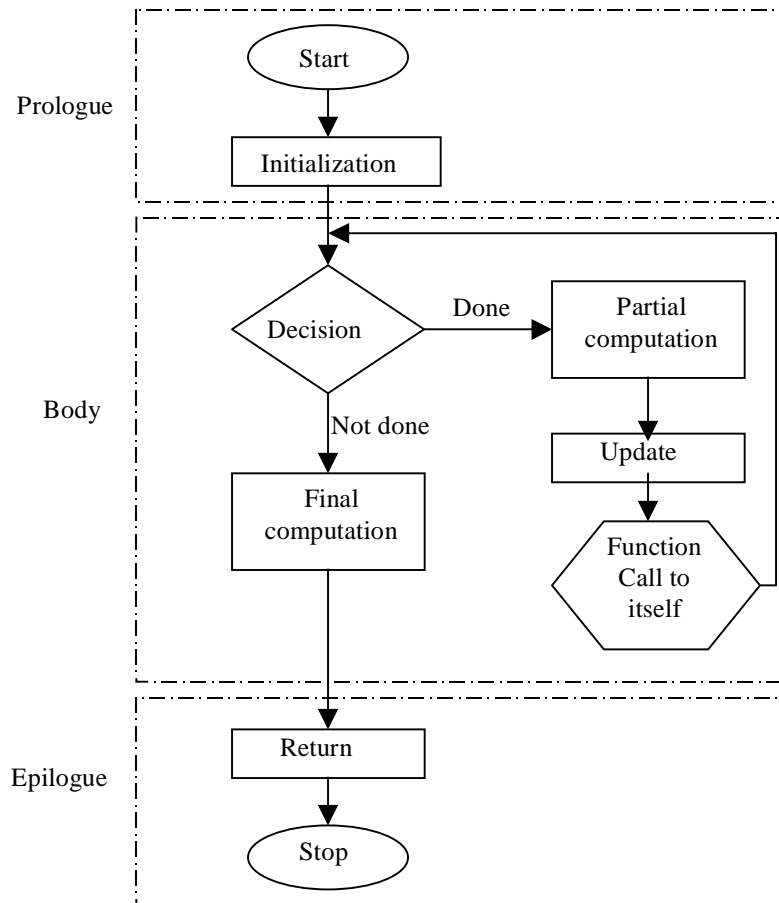 Start
Prologue
Initialization
Decision
Done
Partial
computation
Body
Not done
Update
Final
computation
Function
Call to
itself
Return
Epilogue
Stop